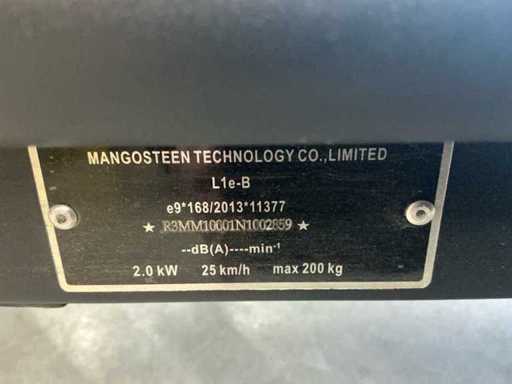 MANGOSTEEN TECHNOLOGY CO.,LIMITED
L1e-B
e9*168/2013*11377
★ R3MM10001N1002859 ★
--dB(A)----min-¹
2.0 kW 25 km/h max 200 kg